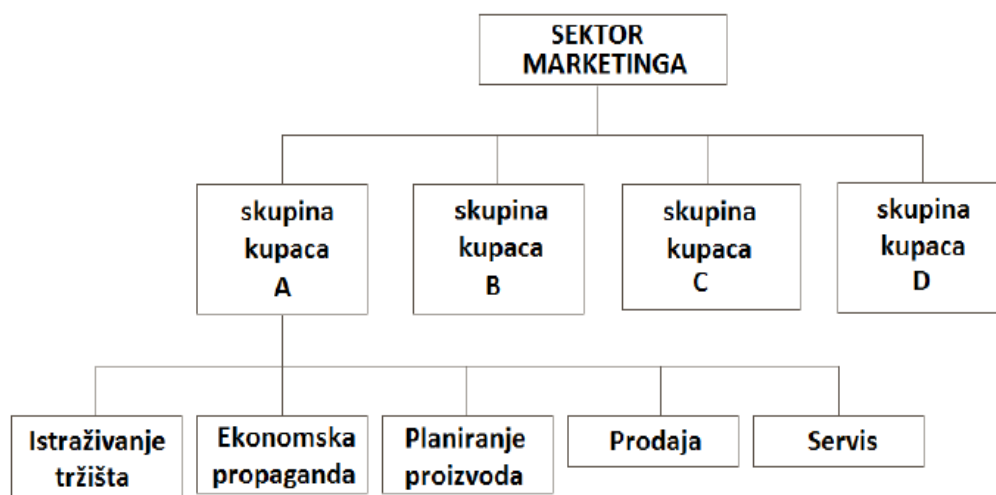 SEKTOR
MARKETINGA
skupina
kupaca
A
skupina
kupaca
B
skupina
kupaca
C
skupina
kupaca
D
Istraživanje
tržišta
Ekonomska
propaganda
Planiranje
proizvoda
Prodaja
Servis